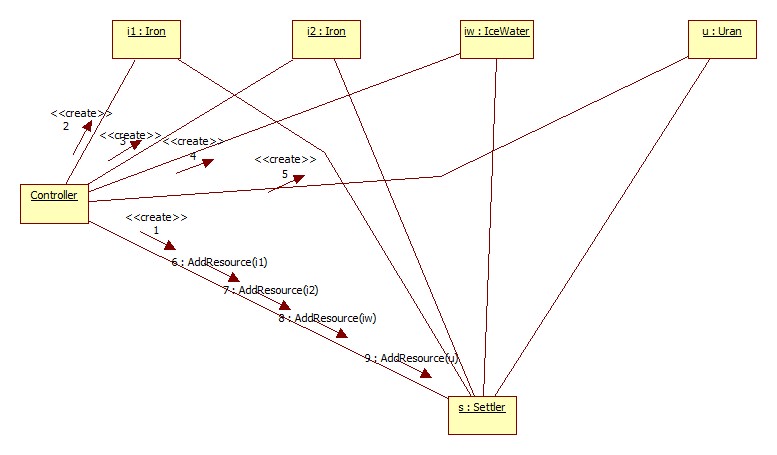 i1 : Iron
i2 : Iron
iw : IceWater
u : Uran
<<create>>
2
<<create>>
3
<<create>>
4
<<create>>
5
Controller
<<create>>
1
6 : AddResource(i1)
7 : AddResource(i2)
8 : AddResource(iw)
9 : AddResource(u)
s : Settler